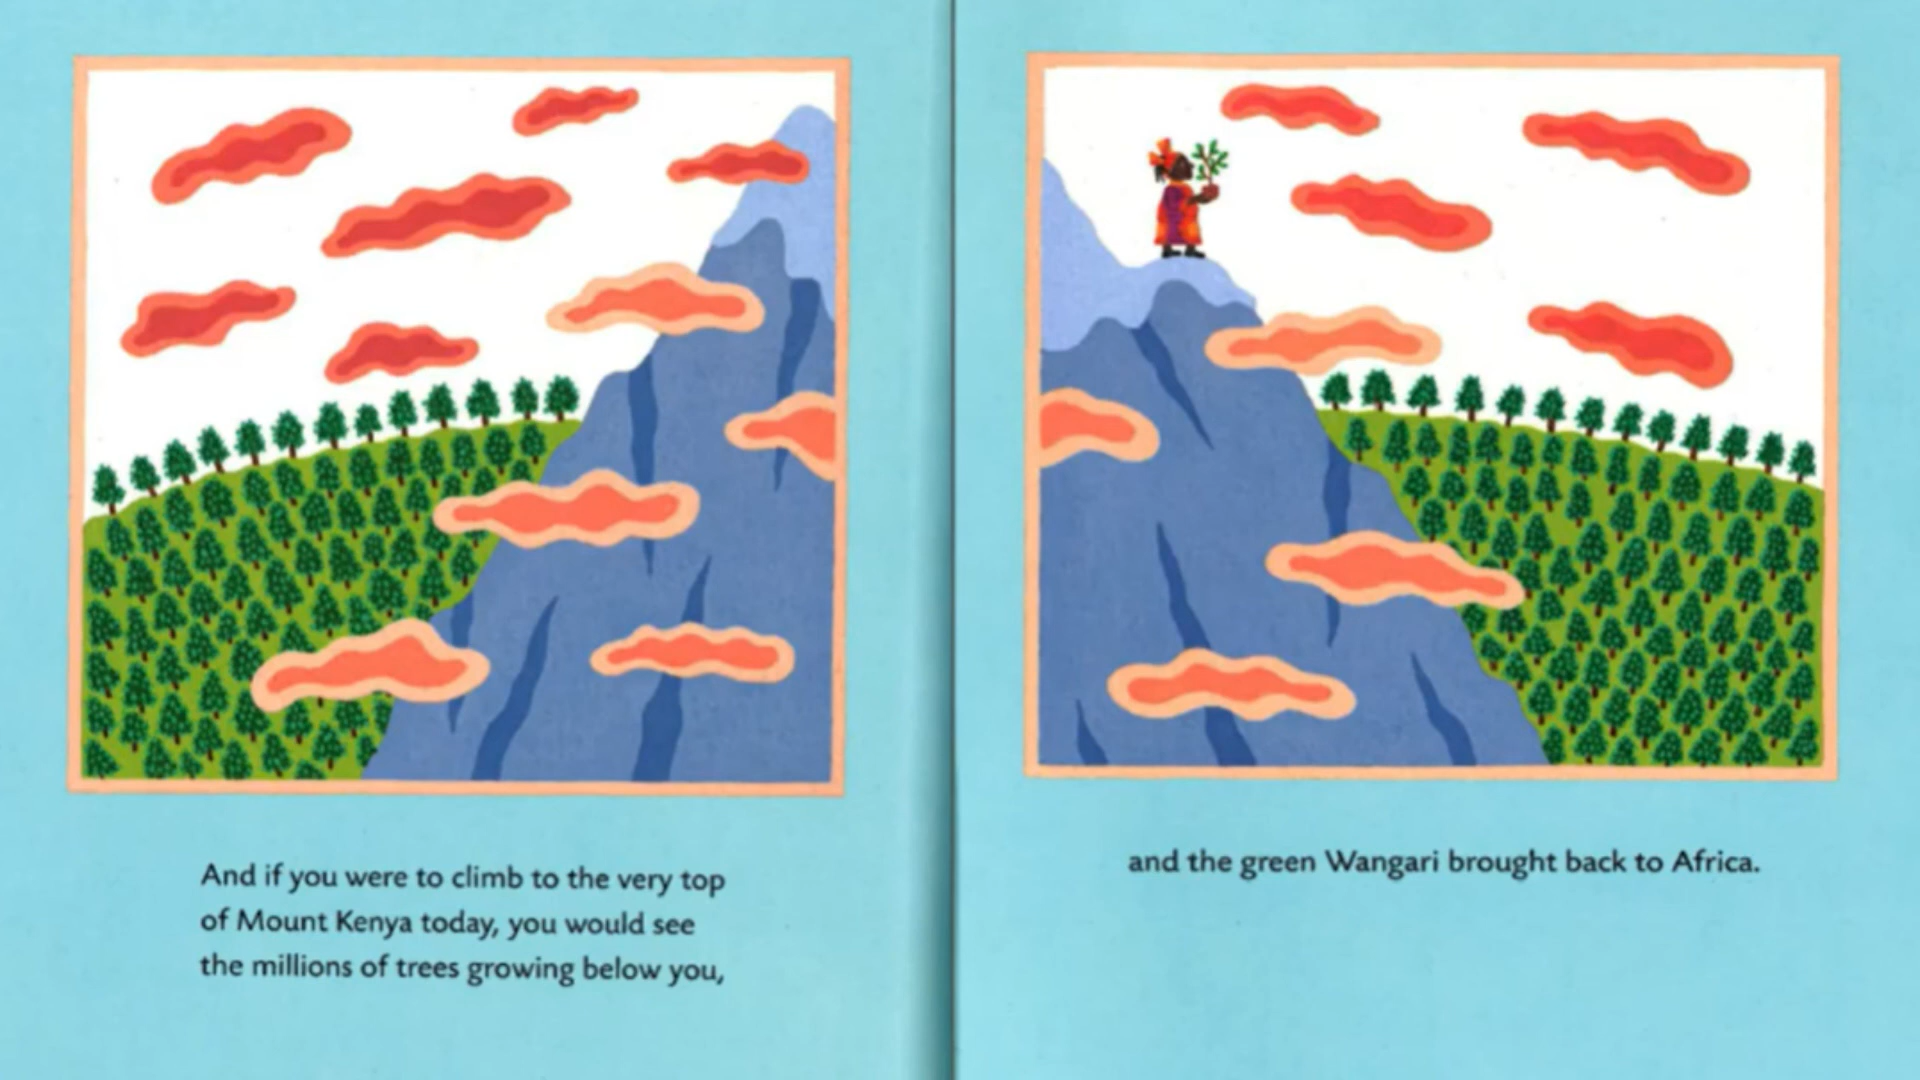 And if you were to climb to the very top
of Mount Kenya today, you would see
the millions of trees growing below you,
and the green Wangari brought back to Africa.